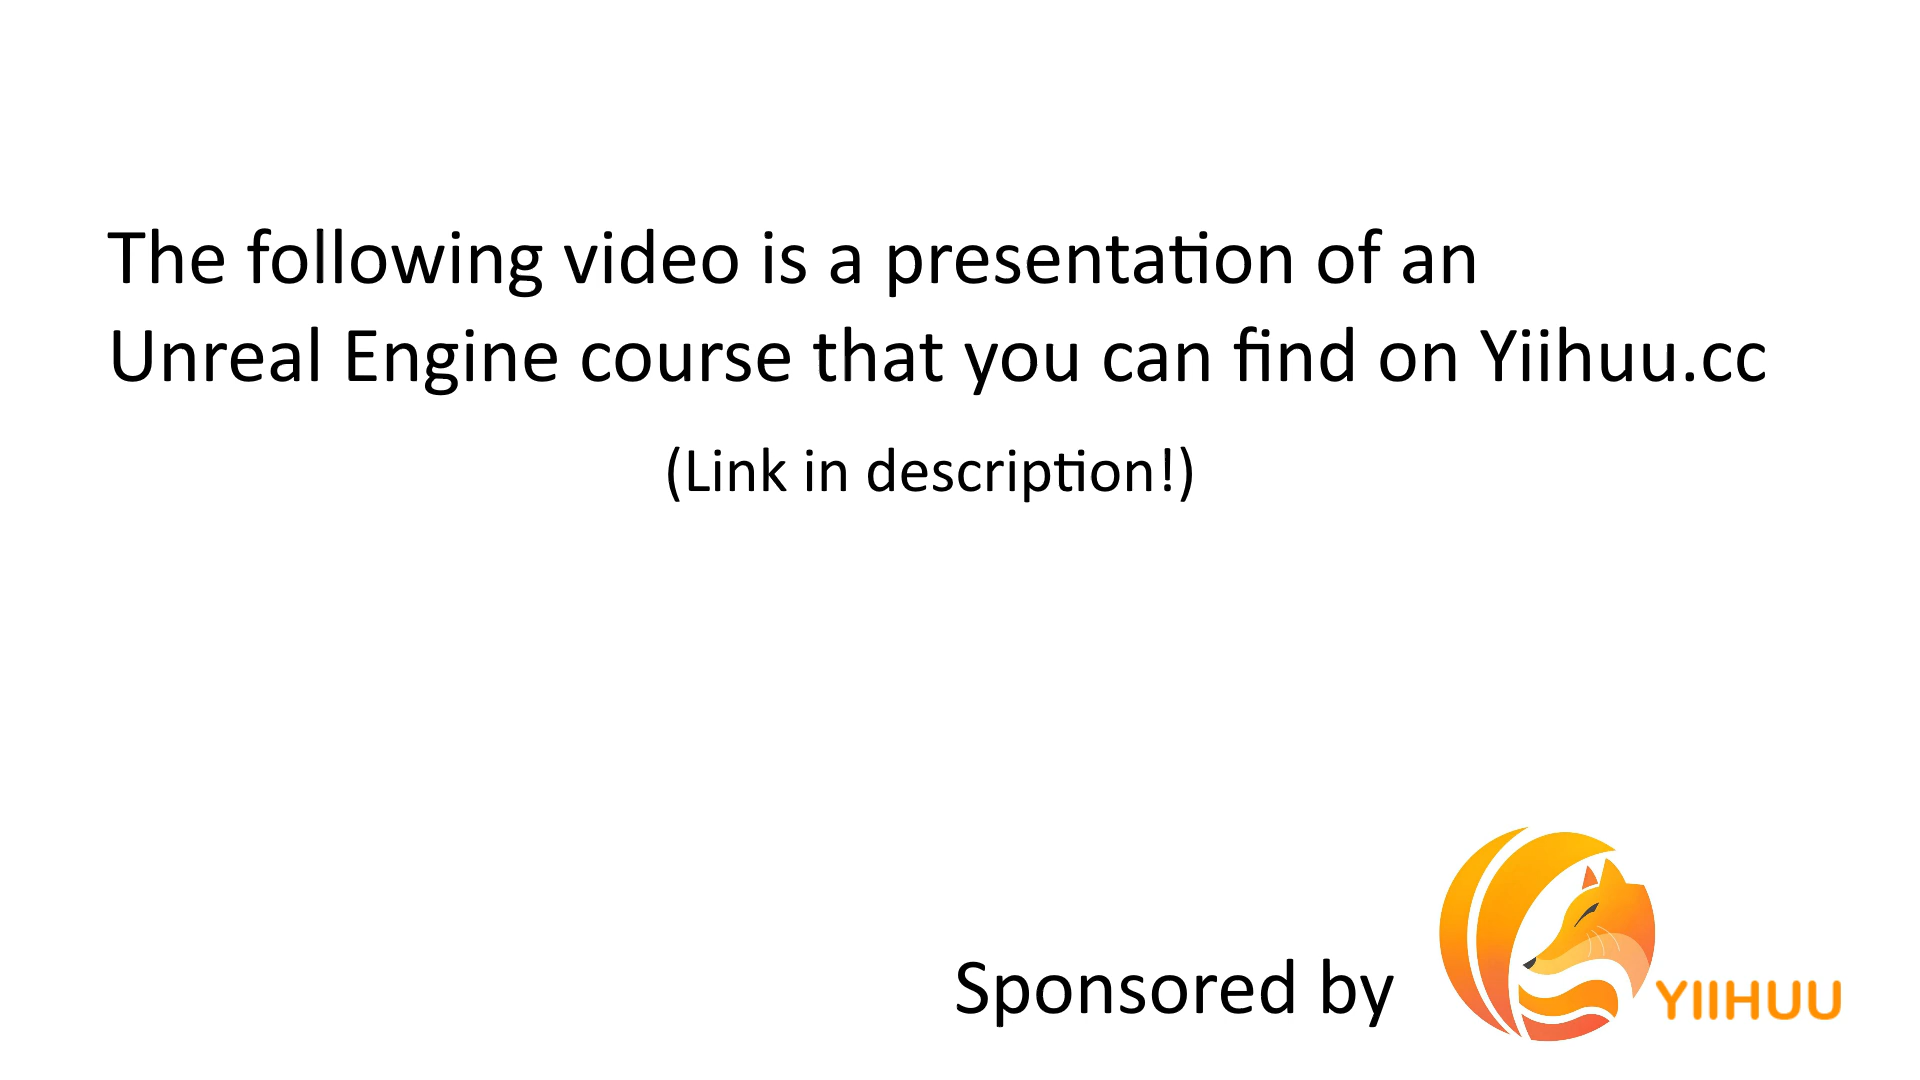 The following video is a presentation of an
Unreal Engine course that you can find on Yiihuu.cc
(Link in description!)
Sponsored by
YIIHUU